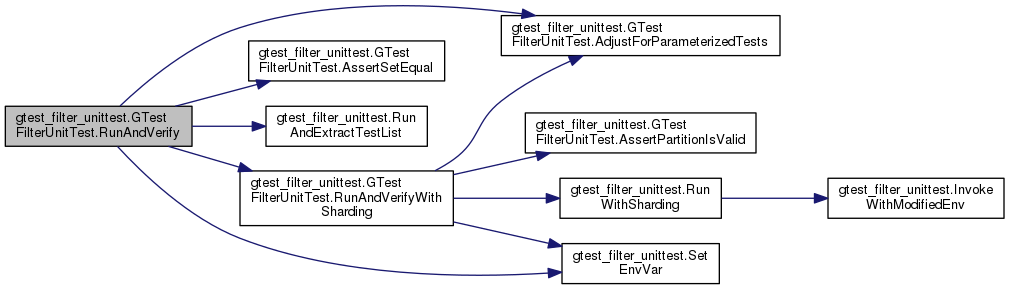 gtest_filter_unittest.GTest
FilterUnitTest.RunAndVerify
gtest_filter_unittest.GTest
FilterUnitTest.AssertSetEqual
gtest_filter_unittest.Run
AndExtractTestList
gtest_filter_unittest.GTest
FilterUnitTest.RunAndVerifyWith
Sharding
gtest_filter_unittest.GTest
FilterUnitTest.AdjustForParameterizedTests
gtest_filter_unittest.GTest
FilterUnitTest.AssertPartitionIsValid
gtest_filter_unittest.Run
WithSharding
gtest_filter_unittest.Set
EnvVar
gtest_filter_unittest.Invoke
WithModifiedEnv